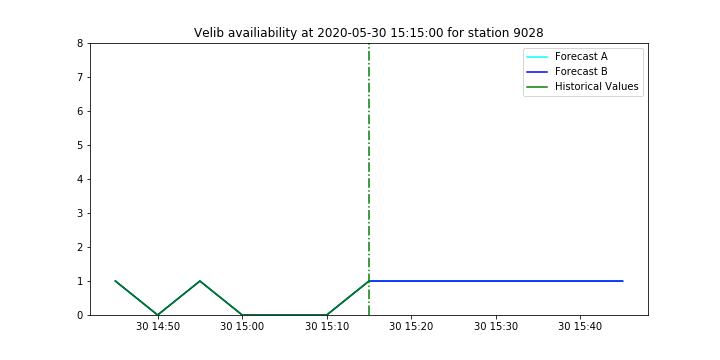 Velib availiability at 2020-05-30 15:15:00 for station 9028
8
7
6
5
4
3
2
1
0
Forecast A
Forecast B
Historical Values
30 14:50 30 15:00 30 15:10 30 15:20 30 15:30 30 15:40